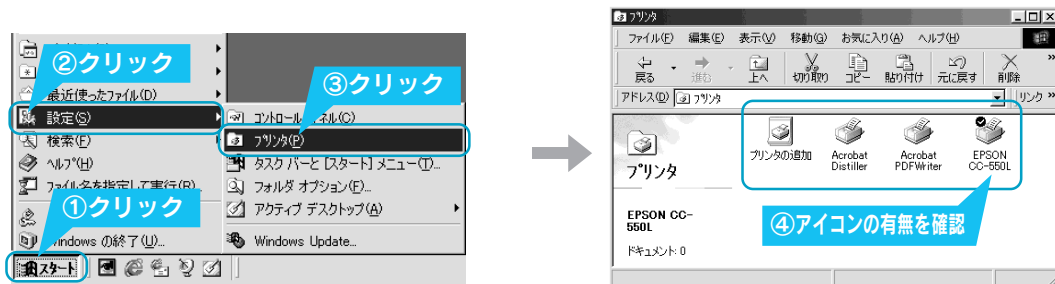 ②クリック
最近使ったファイル(D)
設定(S)
検索(E)
ヘルプ(H)
ファイル名を指定して実行(R)...
①クリック
Windows の終了(U)...
スタート
③クリック
コントロール パネル(C)
プリンタ(P)
タスク バーと [スタート] メニュー(T)...
フォルダ オプション(F)...
アクティブ デスクトップ(A)
Windows Update...
プリンタ
ファイル(F) 編集(E) 表示(V) 移動(G) お気に入り(A) ヘルプ(H)
戻る 進む 上へ 切り取り コピー 貼り付け 元に戻す 削除 »
アドレス(D) プリンタ リンク »
プリンタ
プリンタの追加
Acrobat Distiller
Acrobat PDFWriter
EPSON CC-550L
EPSON CC-
550L
ドキュメント: 0
④アイコンの有無を確認